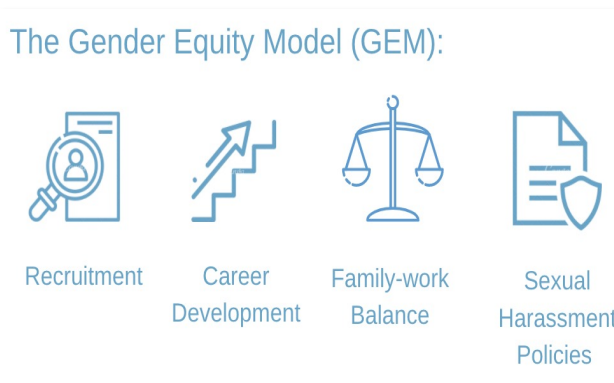 The Gender Equity Model (GEM):
Recruitment
Career
Development
Family-work
Balance
Sexual
Harassment
Policies